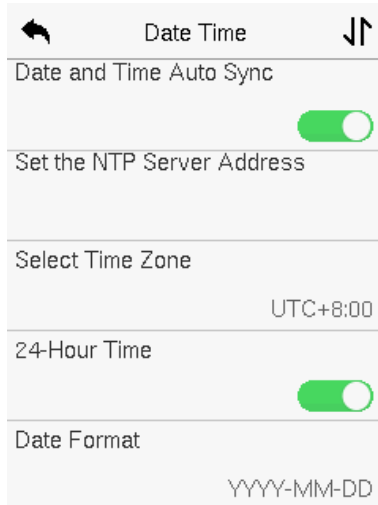 Date Time
Date and Time Auto Sync
Set the NTP Server Address
Select Time Zone
UTC+8:00
24-Hour Time
Date Format
YYYY-MM-DD